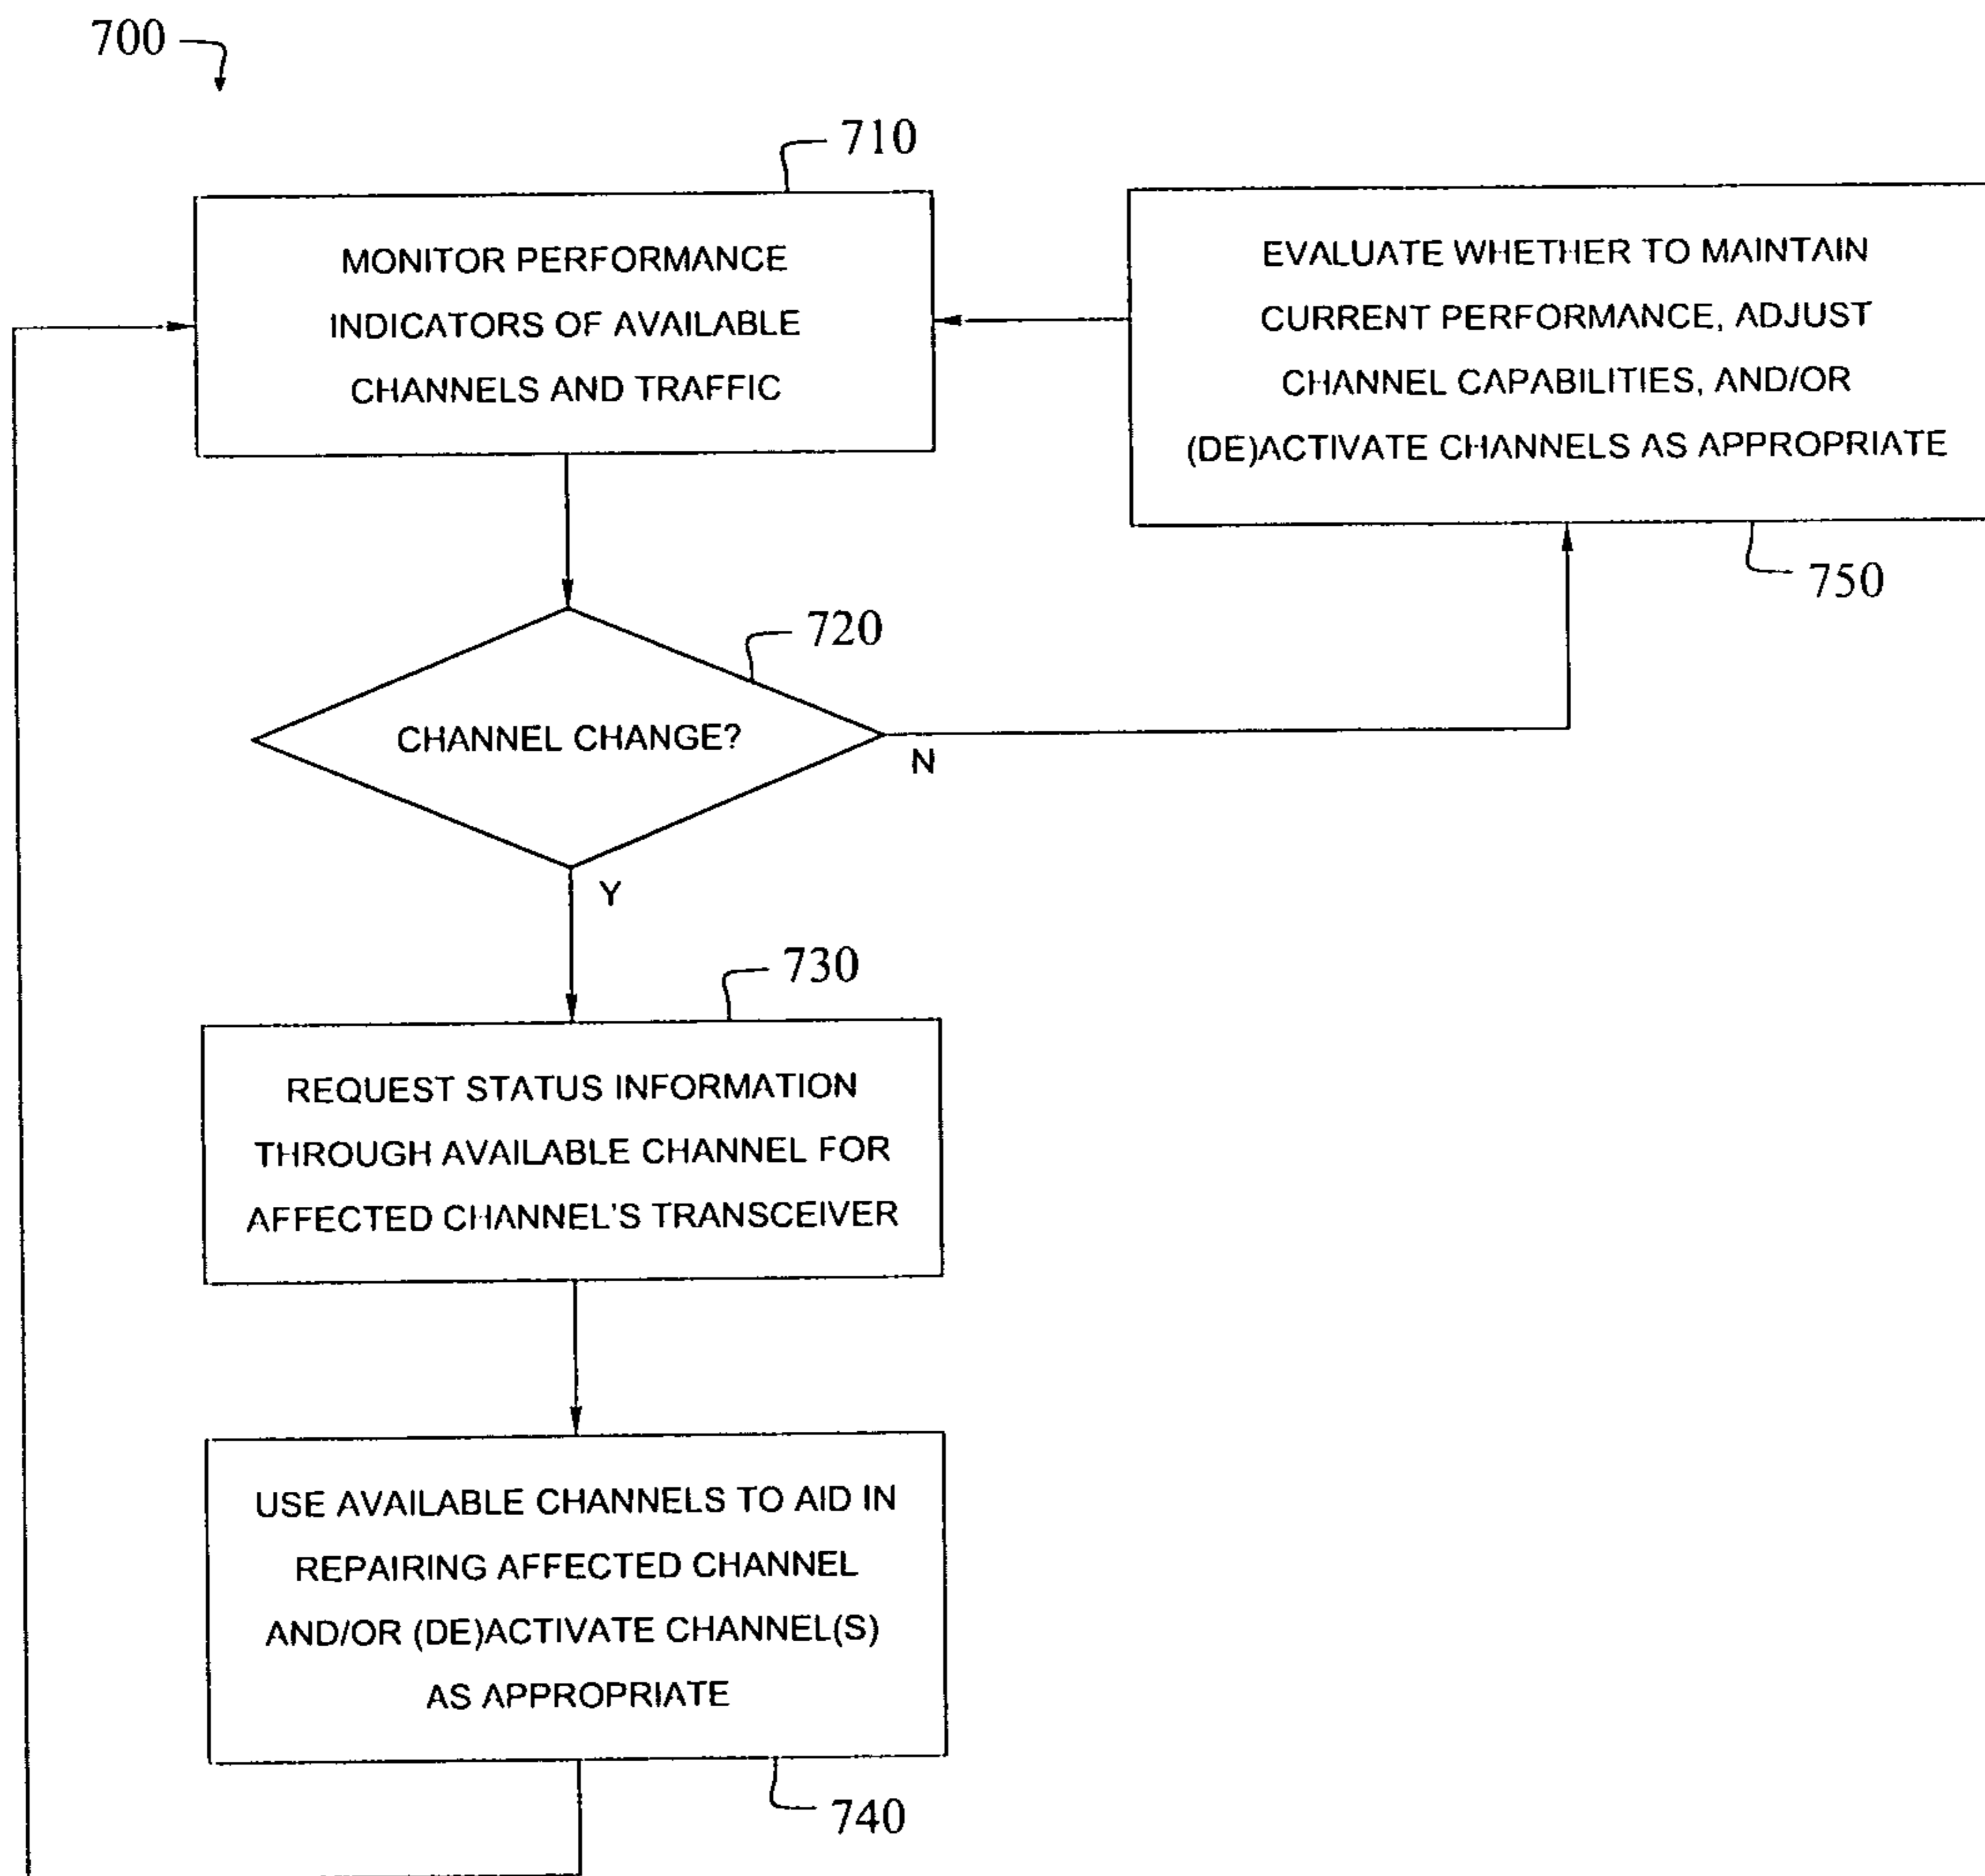 700
710
MONITOR PERFORMANCE
INDICATORS OF AVAILABLE
CHANNELS AND TRAFFIC
EVALUATE WHETHER TO MAINTAIN
CURRENT PERFORMANCE, ADJUST
CHANNEL CAPABILITIES, AND/OR
(DE)ACTIVATE CHANNELS AS APPROPRIATE
750
720
CHANNEL CHANGE?
N
Y
730
REQUEST STATUS INFORMATION
THROUGH AVAILABLE CHANNEL FOR
AFFECTED CHANNEL'S TRANSCEIVER
USE AVAILABLE CHANNELS TO AID IN
REPAIRING AFFECTED CHANNEL
AND/OR (DE)ACTIVATE CHANNEL(S)
AS APPROPRIATE
740